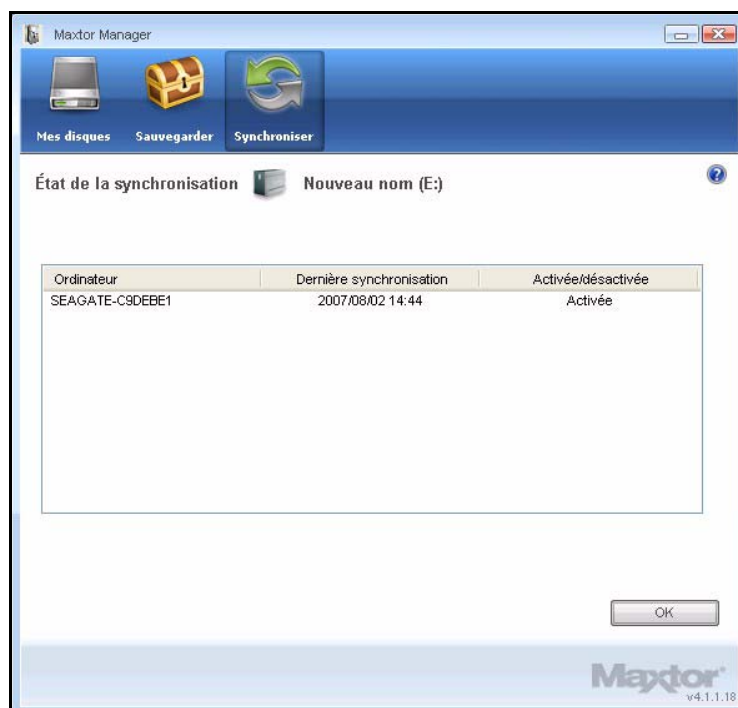 Maxtor Manager
Mes disques Sauvegarder Synchroniser
État de la synchronisation Nouveau nom (E:)
Ordinateur Dernière synchronisation Activée/désactivée
SEAGATE-C9DEBE1 2007/08/02 14:44 Activée
OK
Maxtor
v4.1.1.18